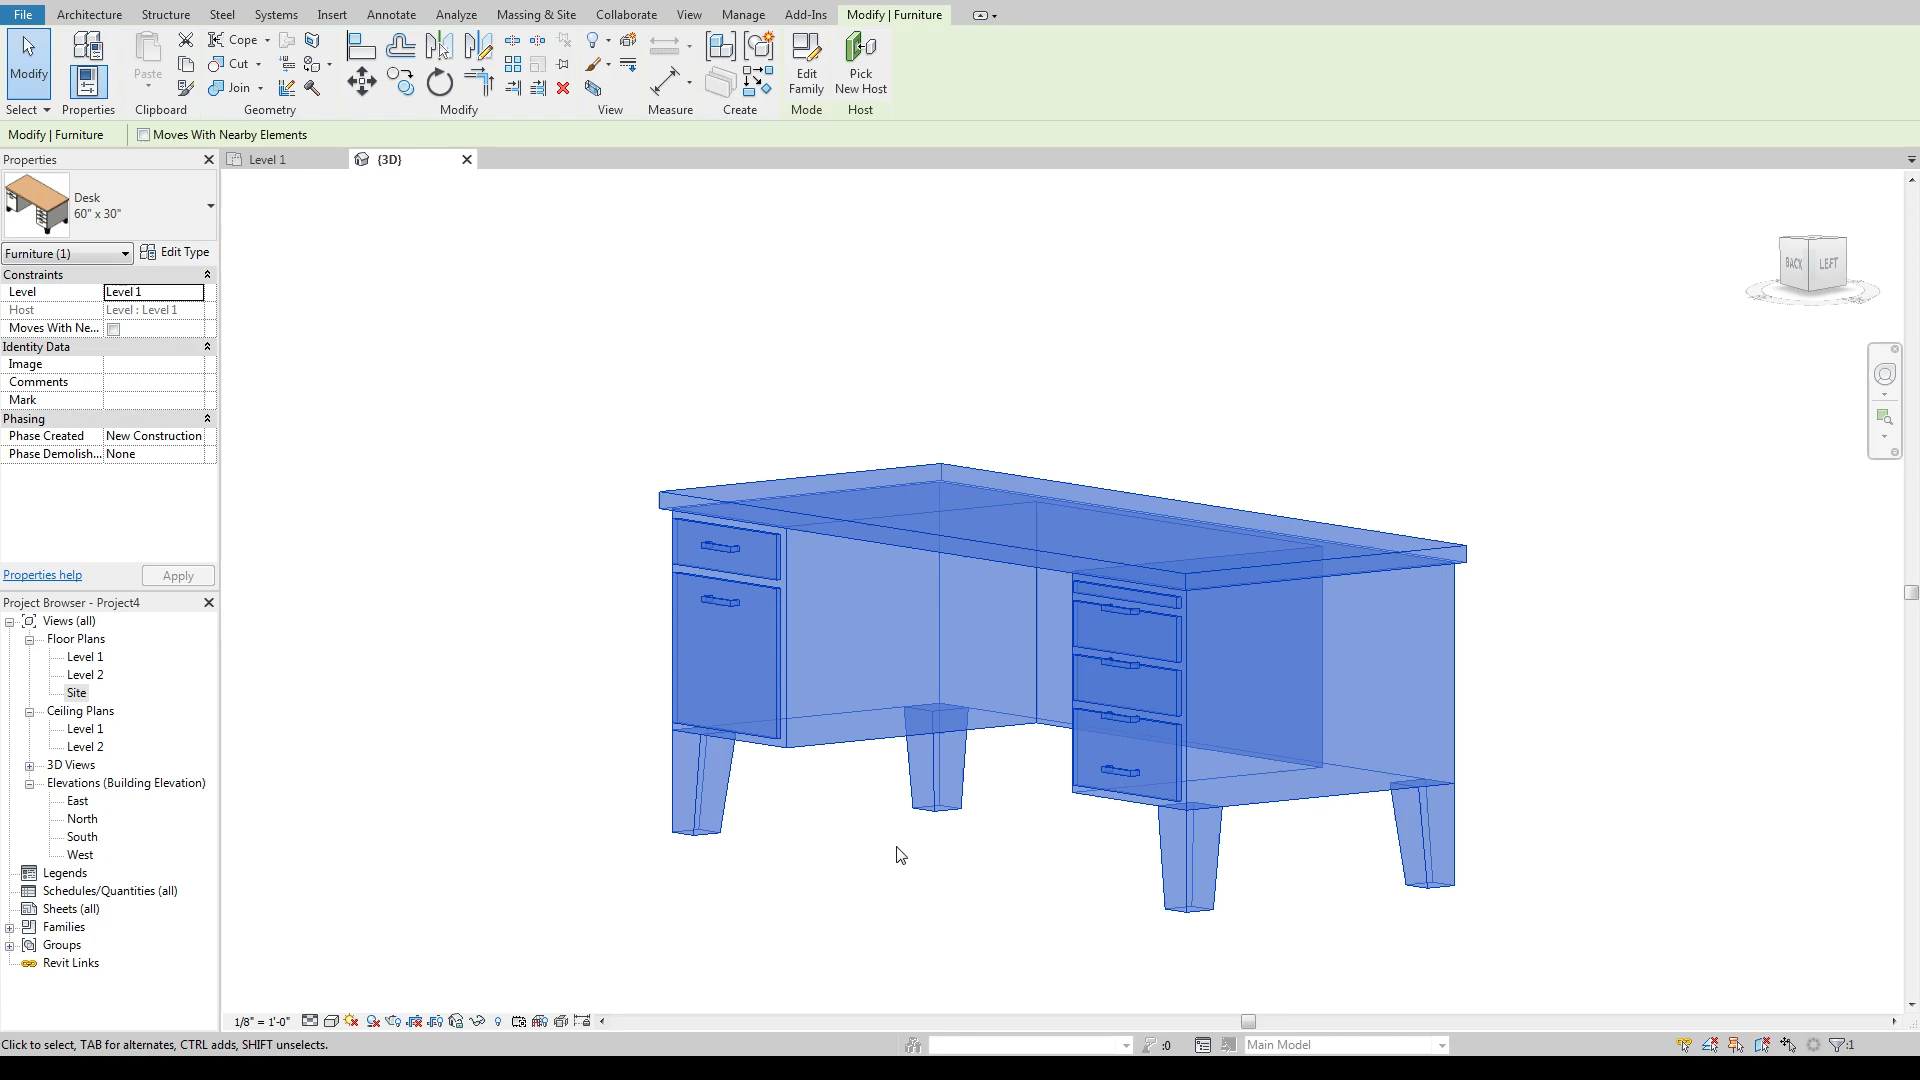 File Architecture Structure Steel Systems Insert Annotate Analyze Massing & Site Collaborate View Manage Add-Ins Modify | Furniture
Cope
Cut
Join
Modify
Paste
Edit Family
Pick New Host
Select Properties Clipboard Geometry Modify View Measure Create Mode Host
Modify | Furniture Moves With Nearby Elements
Properties
Level 1 {3D}
Desk
60" x 30"
Furniture (1) Edit Type
Constraints
Level Level 1
Host Level : Level 1
Moves With Ne...
Identity Data
Image
Comments
Mark
Phasing
Phase Created New Construction
Phase Demolish... None
Properties help Apply
BACK LEFT
Project Browser - Project4
Views (all)
Floor Plans
Level 1
Level 2
Site
Ceiling Plans
Level 1
Level 2
3D Views
Elevations (Building Elevation)
East
North
South
West
Legends
Schedules/Quantities (all)
Sheets (all)
Families
Groups
Revit Links
1/8" = 1'-0"
Click to select, TAB for alternates, CTRL adds, SHIFT unselects. :0 Main Model :1